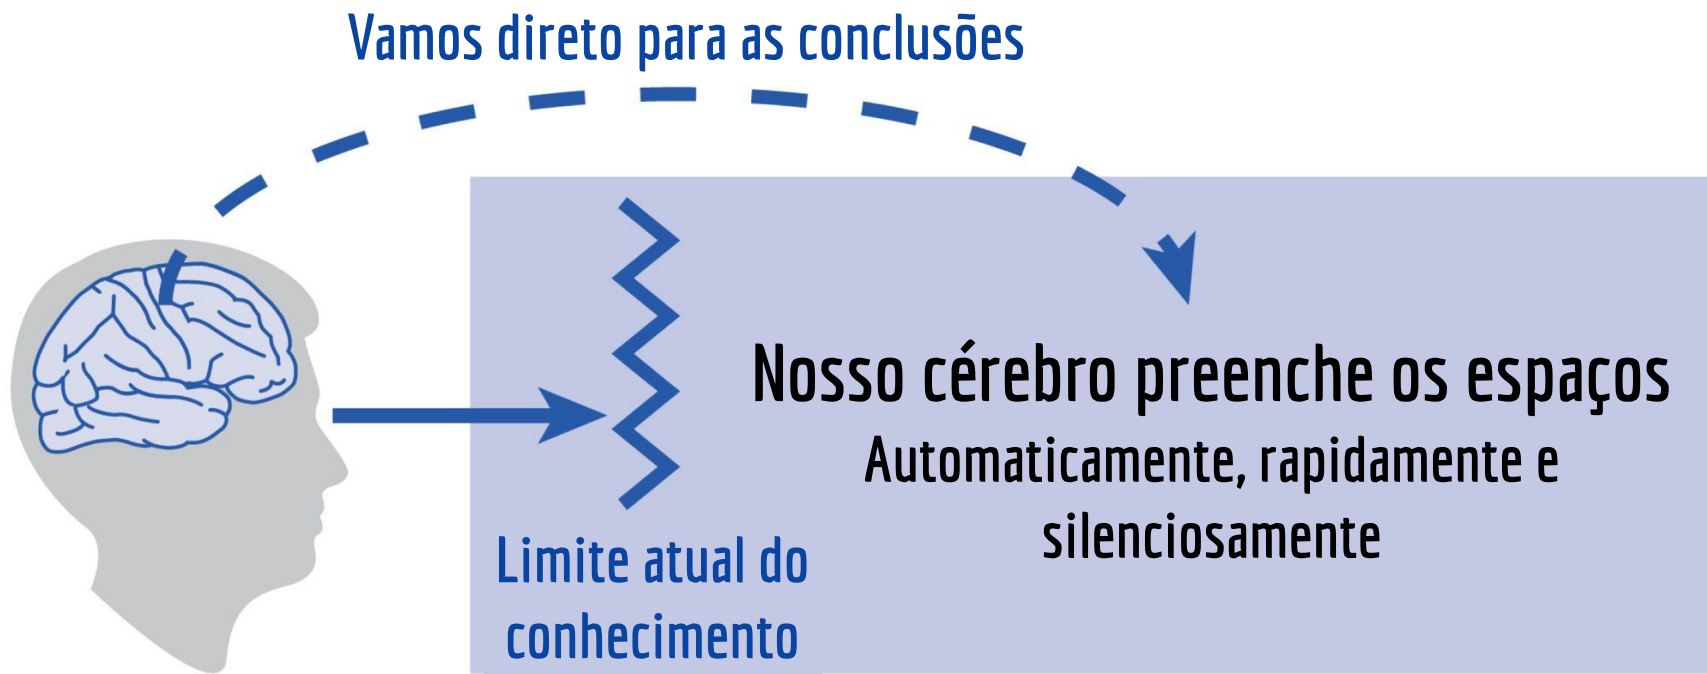 Vamos direto para as conclusões
Nosso cérebro preenche os espaços
Automaticamente, rapidamente e
silenciosamente
Limite atual do
conhecimento